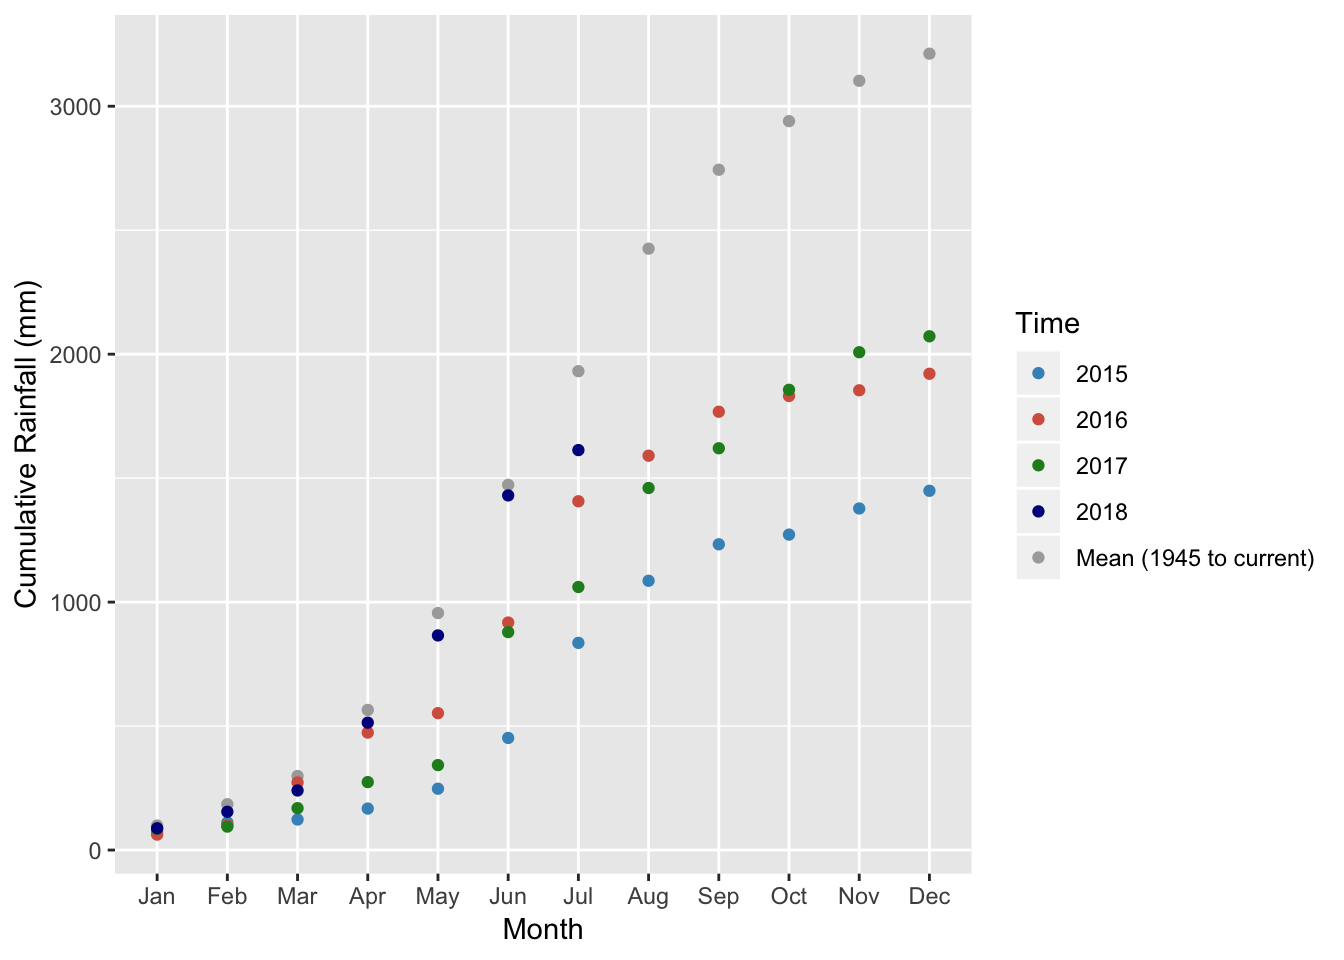 Cumulative Rainfall (mm)
3000
2000
1000
0
Jan Feb Mar Apr May Jun Jul Aug Sep Oct Nov Dec
Month
Time
2015
2016
2017
2018
Mean (1945 to current)